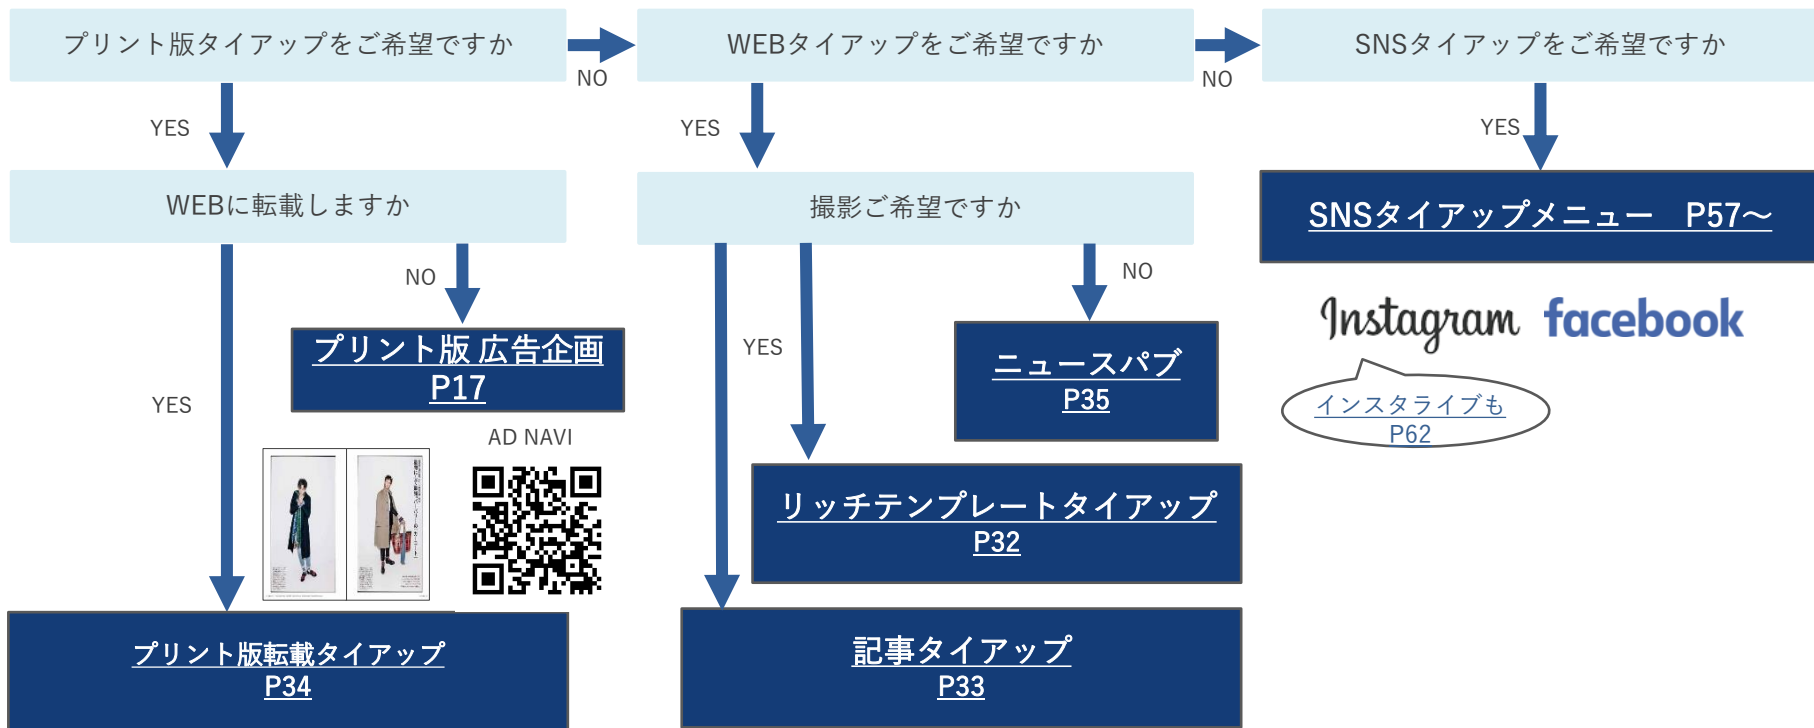 プリント版タイアップをご希望ですか
NO
WEBタイアップをご希望ですか
NO
SNSタイアップをご希望ですか
YES
YES
YES
WEBに転載しますか
撮影ご希望ですか
SNSタイアップメニュー　P57～
NO
NO
プリント版 広告企画
P17
YES
ニュースパブ
P35
Instagram
facebook
YES
インスタライブも
P62
AD NAVI
リッチテンプレートタイアップ
P32
プリント版転載タイアップ
P34
記事タイアップ
P33